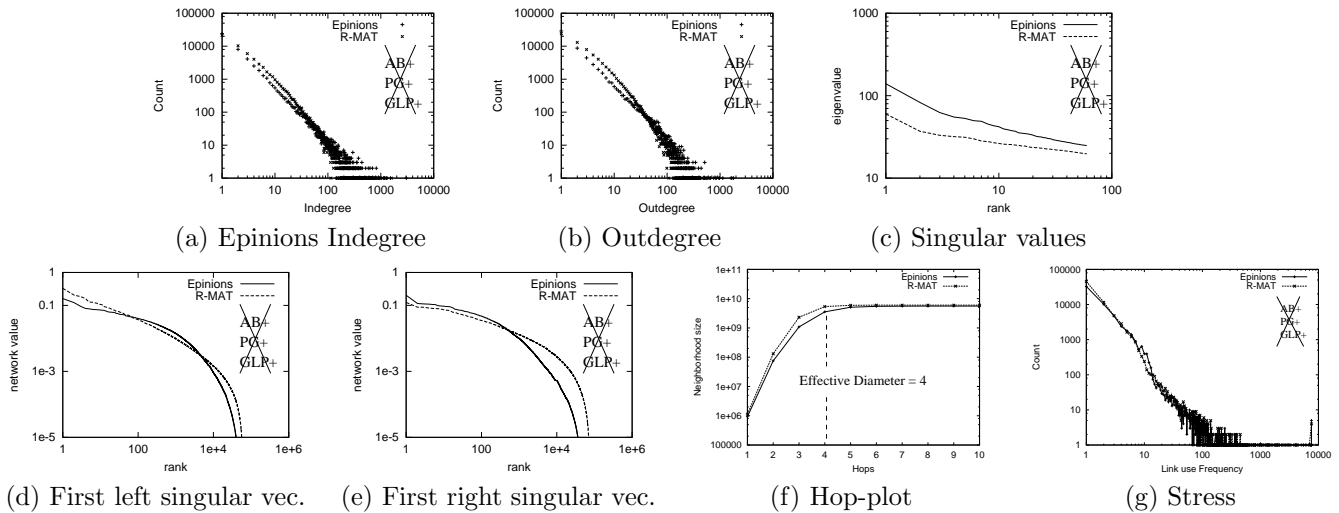 100000
10000
1000
100
10
1
1
10
100
1000
10000
Count
Indegree
Epinions
R-MAT
AB+
PG+
GLP+
(a) Epinions Indegree
100000
10000
1000
100
10
1
1
10
100
1000
10000
Count
Outdegree
Epinions
R-MAT
AB+
PG+
GLP+
(b) Outdegree
1000
100
10
1
10
100
eigenvalue
rank
Epinions
R-MAT
AB+
PG+
GLP+
(c) Singular values
1
0.1
1e-3
1e-5
1
100
1e+4
1e+6
network value
rank
Epinions
R-MAT
AB+
PG+
GLP+
(d) First left singular vec.
1
0.1
1e-3
1e-5
1
100
1e+4
1e+6
network value
rank
Epinions
R-MAT
AB+
PG+
GLP+
(e) First right singular vec.
1e+11
1e+10
1e+09
1e+08
1e+07
1e+06
100000
1
2
3
4
5
6
7
8
9
10
Neighborhood size
Hops
Epinions
R-MAT
Effective Diameter = 4
(f) Hop-plot
100000
10000
1000
100
10
1
1
10
100
1000
10000
Count
Link use Frequency
Epinions
R-MAT
AB+
PG+
GLP+
(g) Stress